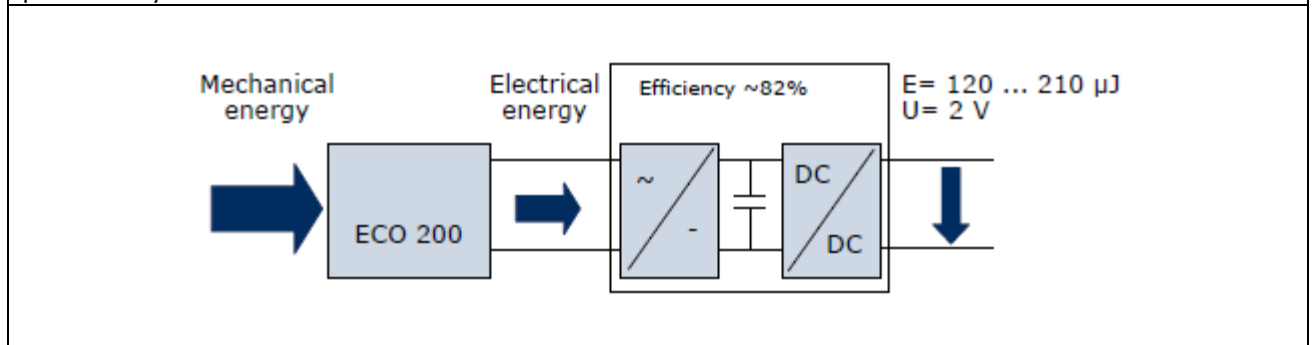 Mechanical
energy
Electrical
energy
Efficiency ~82%
E= 120 ... 210 µJ
U= 2 V
ECO 200
~
-
DC
DC